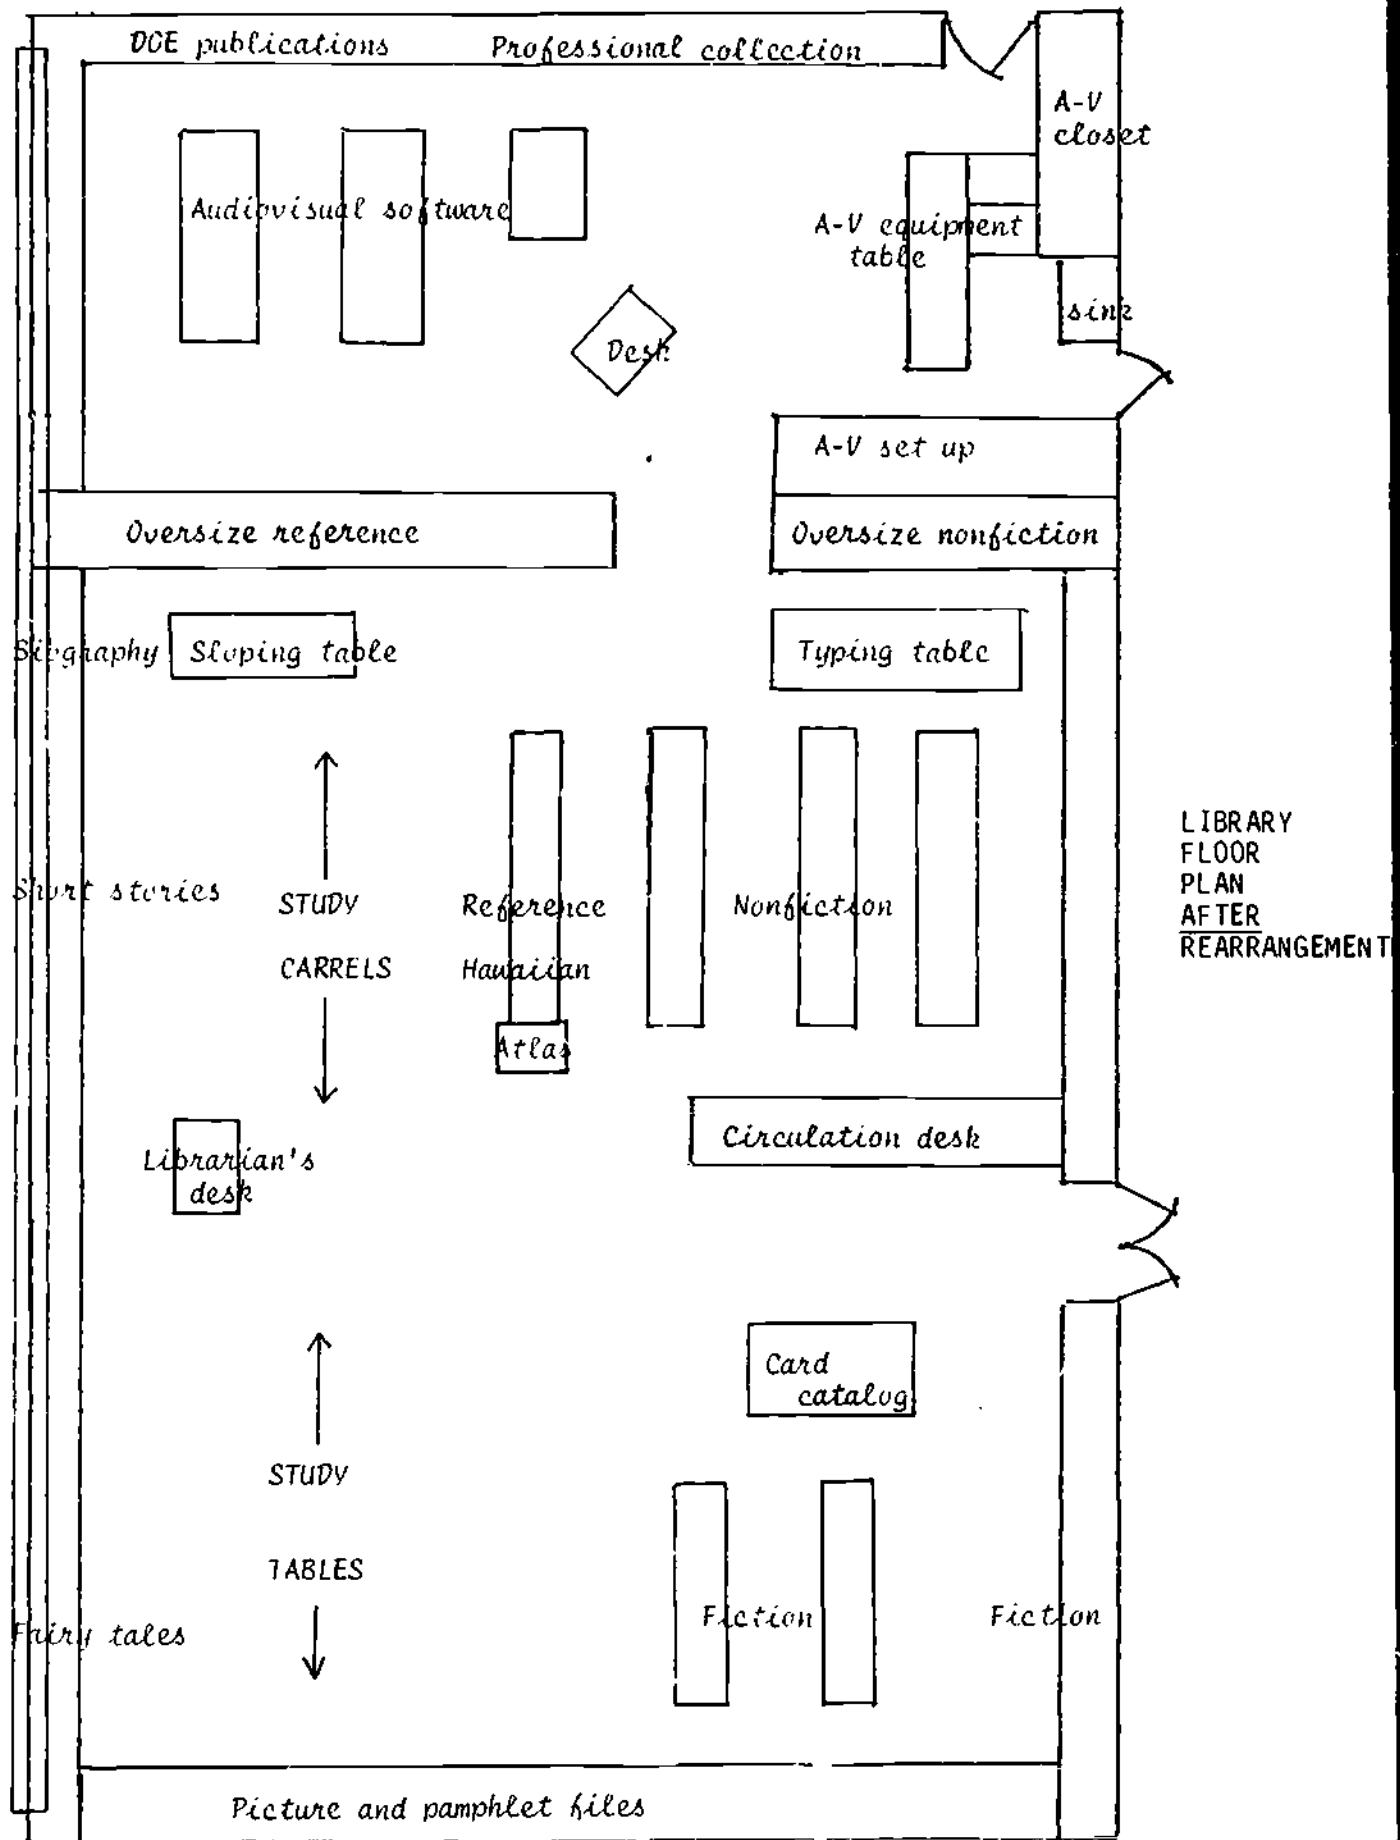 DOE publications
Professional collection
A-V
closet
Audiovisual software
A-V equipment
table
sink
Desk
A-V set up
Oversize reference
Oversize nonfiction
Biography
Sloping table
Typing table
LIBRARY
FLOOR
PLAN
AFTER
REARRANGEMENT
Short stories
STUDY
CARRELS
Reference
Hawaiian
Nonfiction
Atlas
Circulation desk
Librarian's
desk
Card
catalog
STUDY
TABLES
Fiction
Fiction
Fairy tales
Picture and pamphlet files